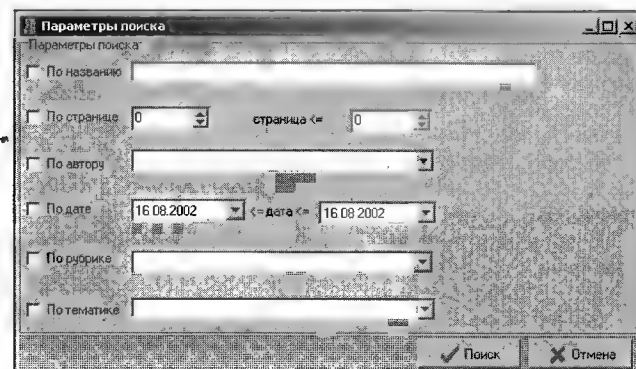 Параметры поиска
Параметры поиска
По названию
По странице 0 страница <= 0
По автору
По дате 16.08.2002 <= дата <= 16.08.2002
По рубрике
По тематике
Поиск Отмена